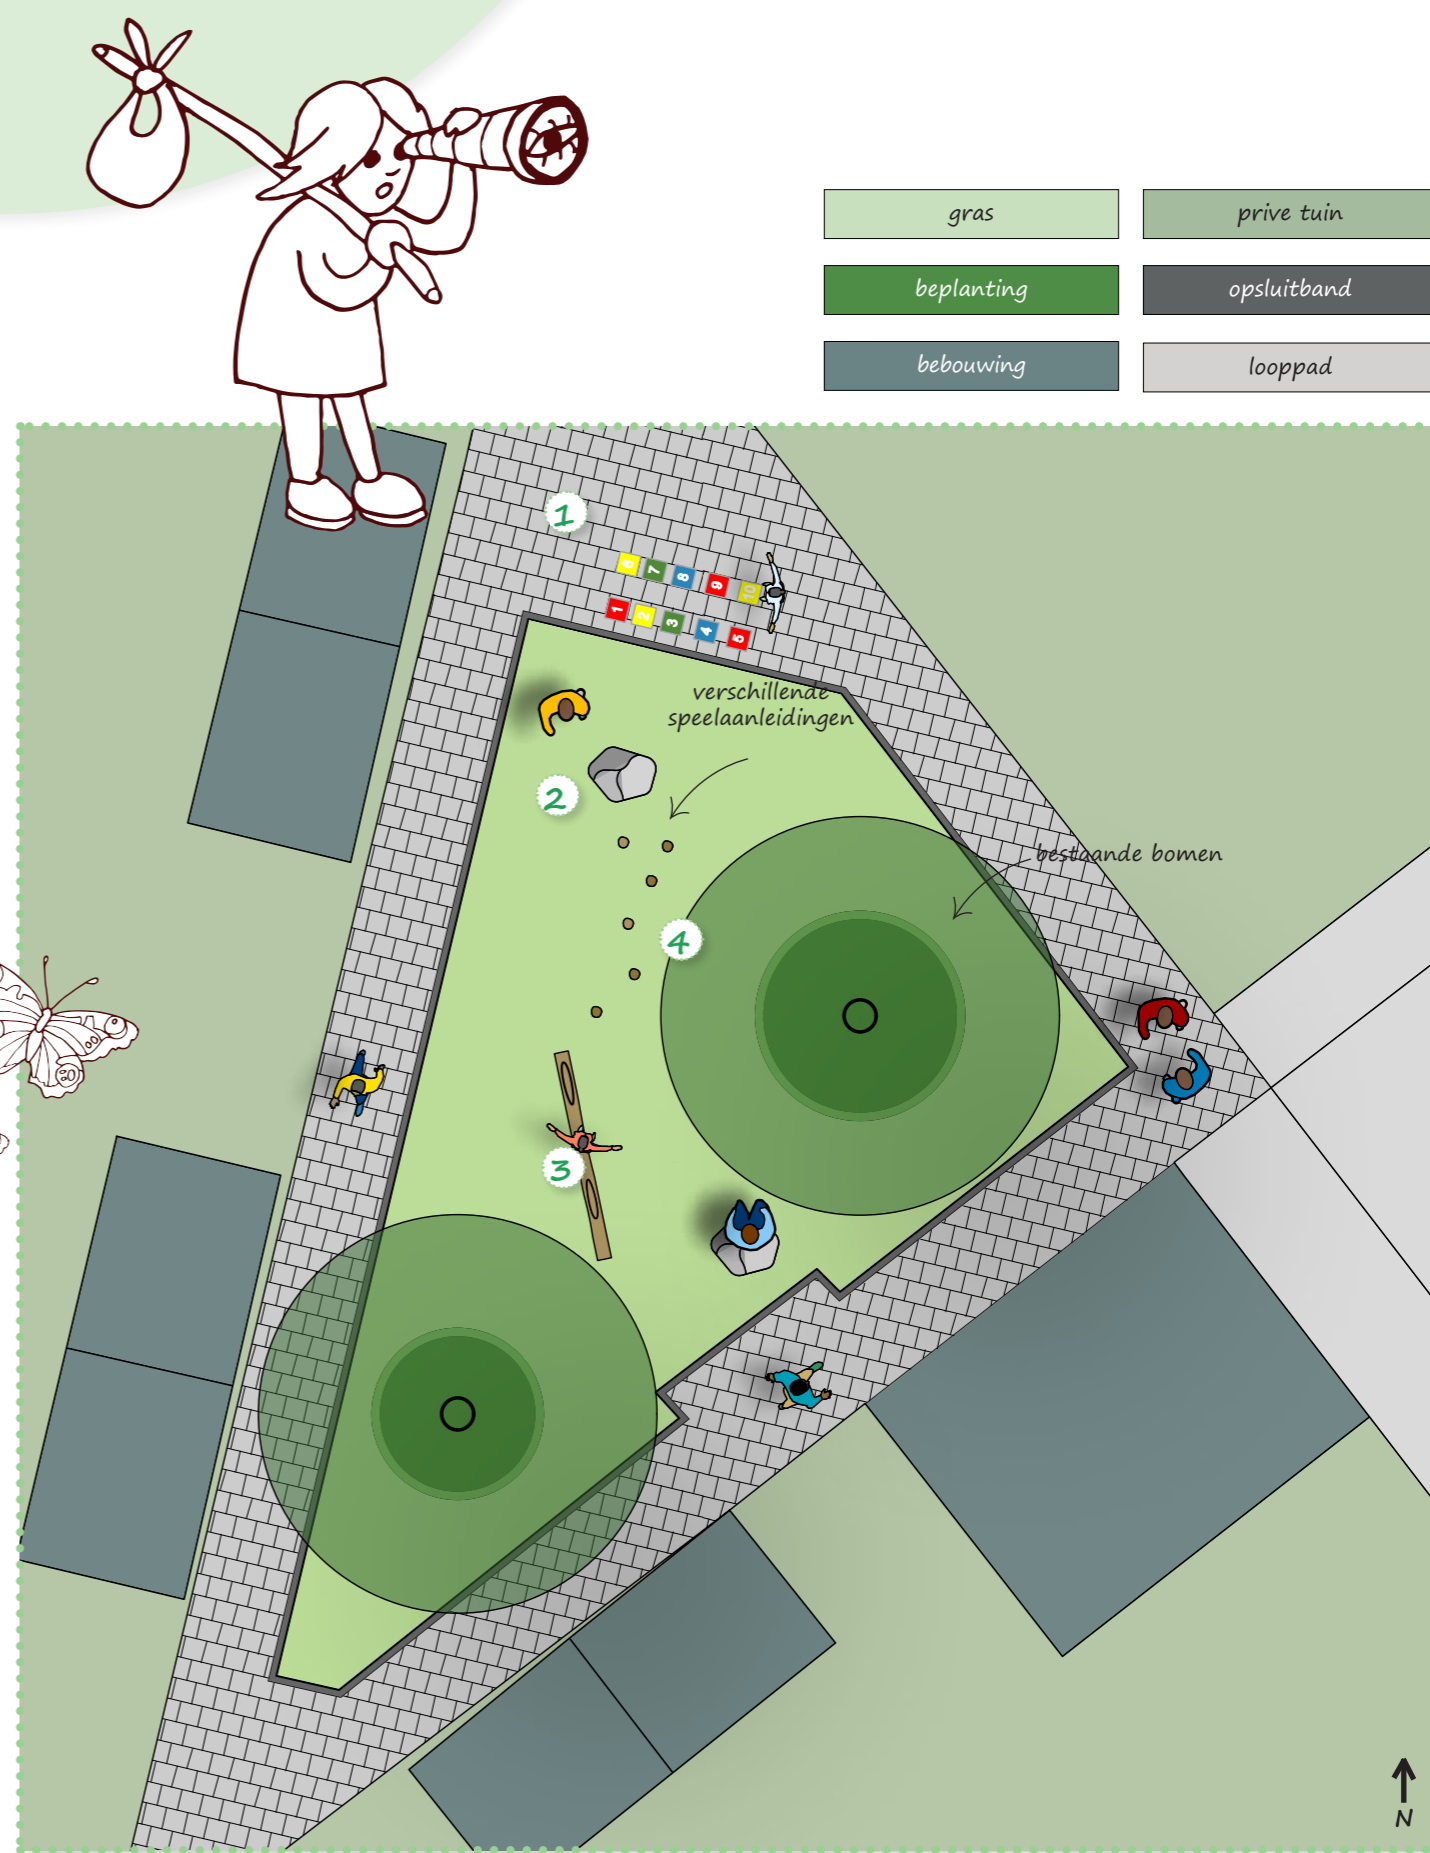 gras
prive tuin
beplanting
opsluitband
bebouwing
looppad
1
6 7 8 9 10
1 2 3 4 5
verschillende
speelaanleidingen
2
bestaande bomen
4
3
N